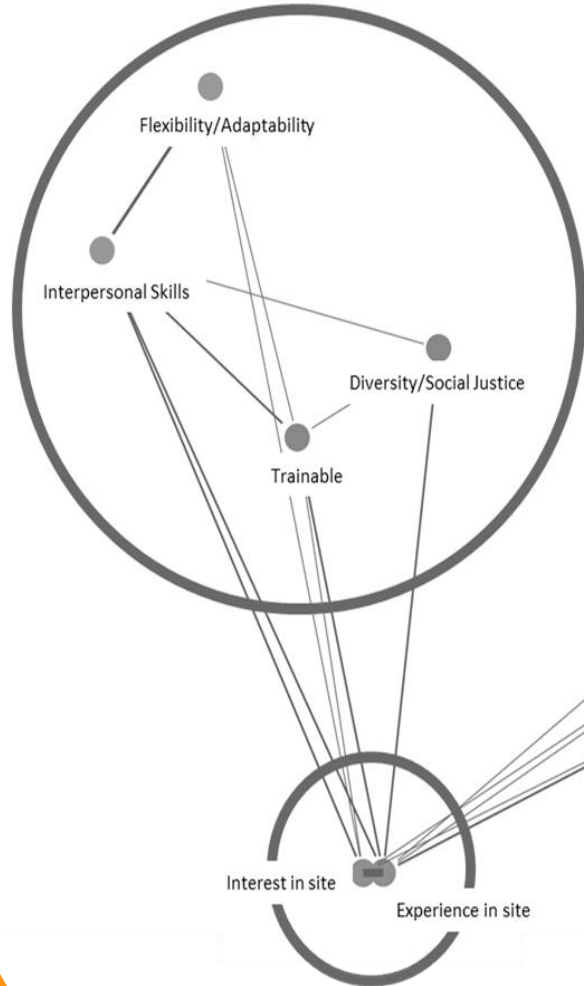 Flexibility/Adaptability
Interpersonal Skills
Diversity/Social Justice
Trainable
Interest in site
Experience in site